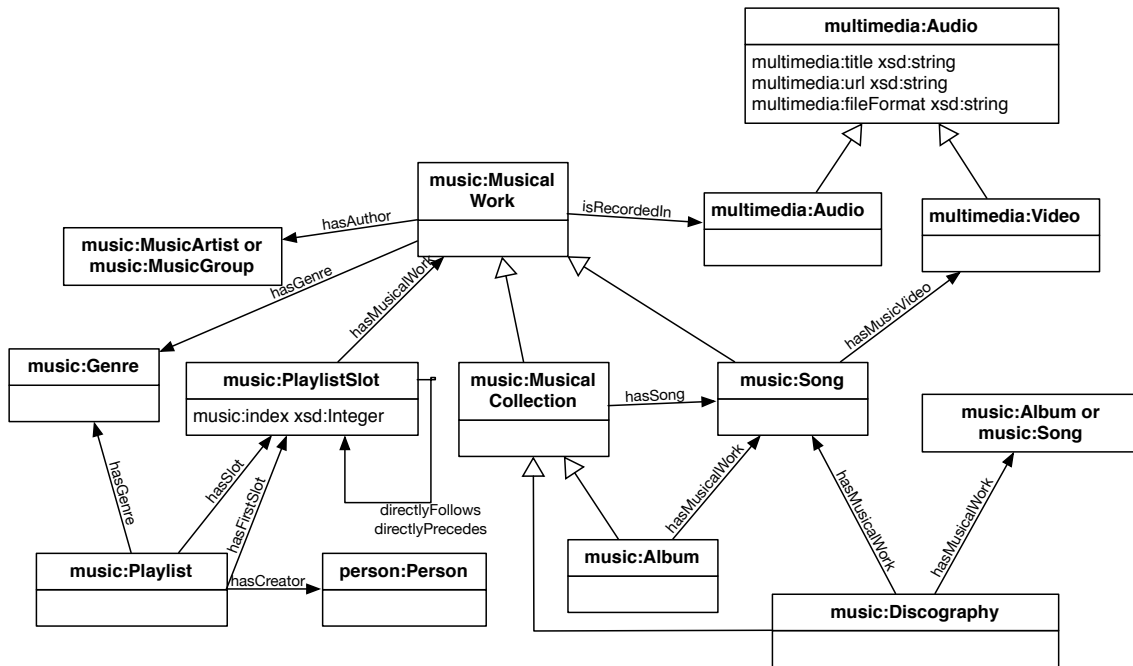 multimedia:Audio
multimedia:title xsd:string
multimedia:url xsd:string
multimedia:fileFormat xsd:string
music:Musical
Work
isRecordedIn
multimedia:Audio
multimedia:Video
hasAuthor
music:MusicArtist or
music:MusicGroup
hasGenre
hasMusicalWork
hasMusicVideo
music:Genre
music:PlaylistSlot
music:index xsd:Integer
music:Musical
Collection
hasSong
music:Song
music:Album or
music:Song
hasGenre
hasSlot
hasFirstSlot
directlyFollows
directlyPrecedes
hasMusicalWork
hasMusicalWork
hasMusicalWork
music:Playlist
hasCreator
person:Person
music:Album
music:Discography